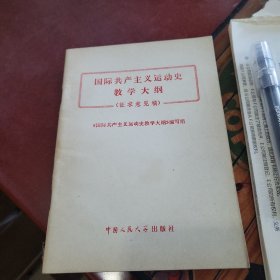 国际共产主义运动史
教学大纲
（征求意见稿）
《国际共产主义运动史教学大纲》编写组
中国人民大学出版社